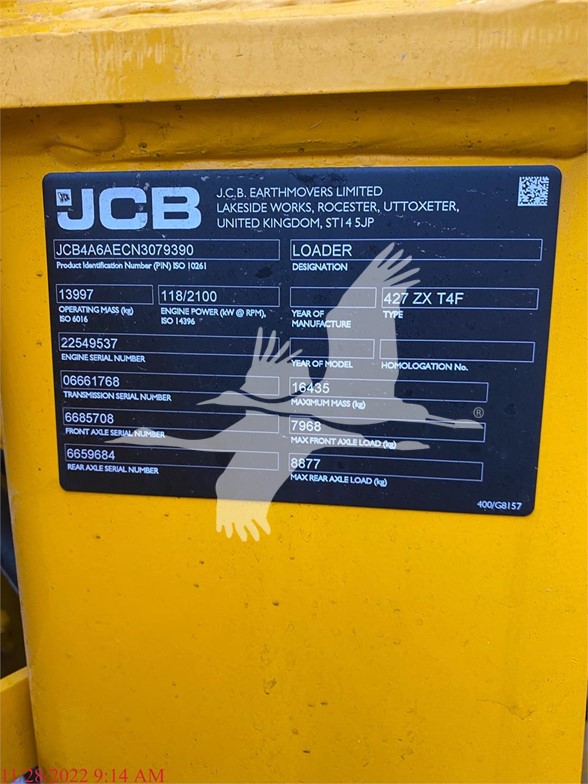 JCB
J.C.B. EARTHMOVERS LIMITED
LAKESIDE WORKS, ROCESTER, UTTOXETER,
UNITED KINGDOM, ST14 5JP
JCB4A6AECN3079390
Product Identification Number (PIN) ISO 10261
LOADER
DESIGNATION
13997
OPERATING MASS (kg)
ISO 6016
118/2100
ENGINE POWER (kW @ RPM),
ISO 14396
YEAR OF
MANUFACTURE
427 ZX T4F
TYPE
22549537
ENGINE SERIAL NUMBER
YEAR OF MODEL
HOMOLOGATION No.
06661768
TRANSMISSION SERIAL NUMBER
16435
MAXIMUM MASS (kg)
6685708
FRONT AXLE SERIAL NUMBER
7968
MAX FRONT AXLE LOAD (kg)
6659684
REAR AXLE SERIAL NUMBER
8877
MAX REAR AXLE LOAD (kg)
400/G8157
®
11/28/2022 9:14 AM